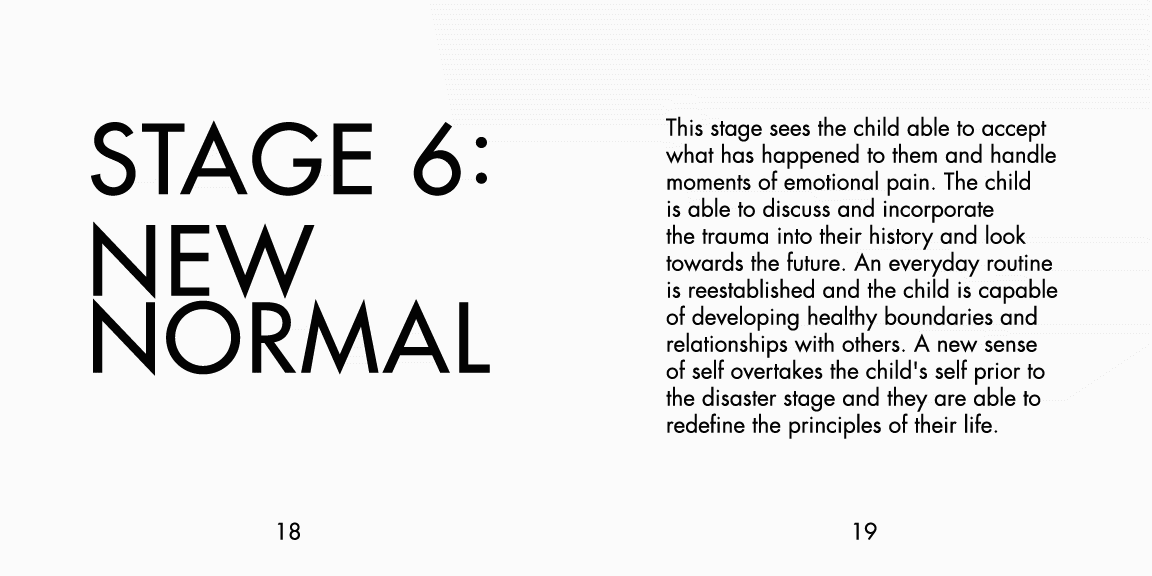 STAGE 6:
NEW
NORMAL
This stage sees the child able to accept
what has happened to them and handle
moments of emotional pain. The child
is able to discuss and incorporate
the trauma into their history and look
towards the future. An everyday routine
is reestablished and the child is capable
of developing healthy boundaries and
relationships with others. A new sense
of self overtakes the child's self prior to
the disaster stage and they are able to
redefine the principles of their life.
18
19